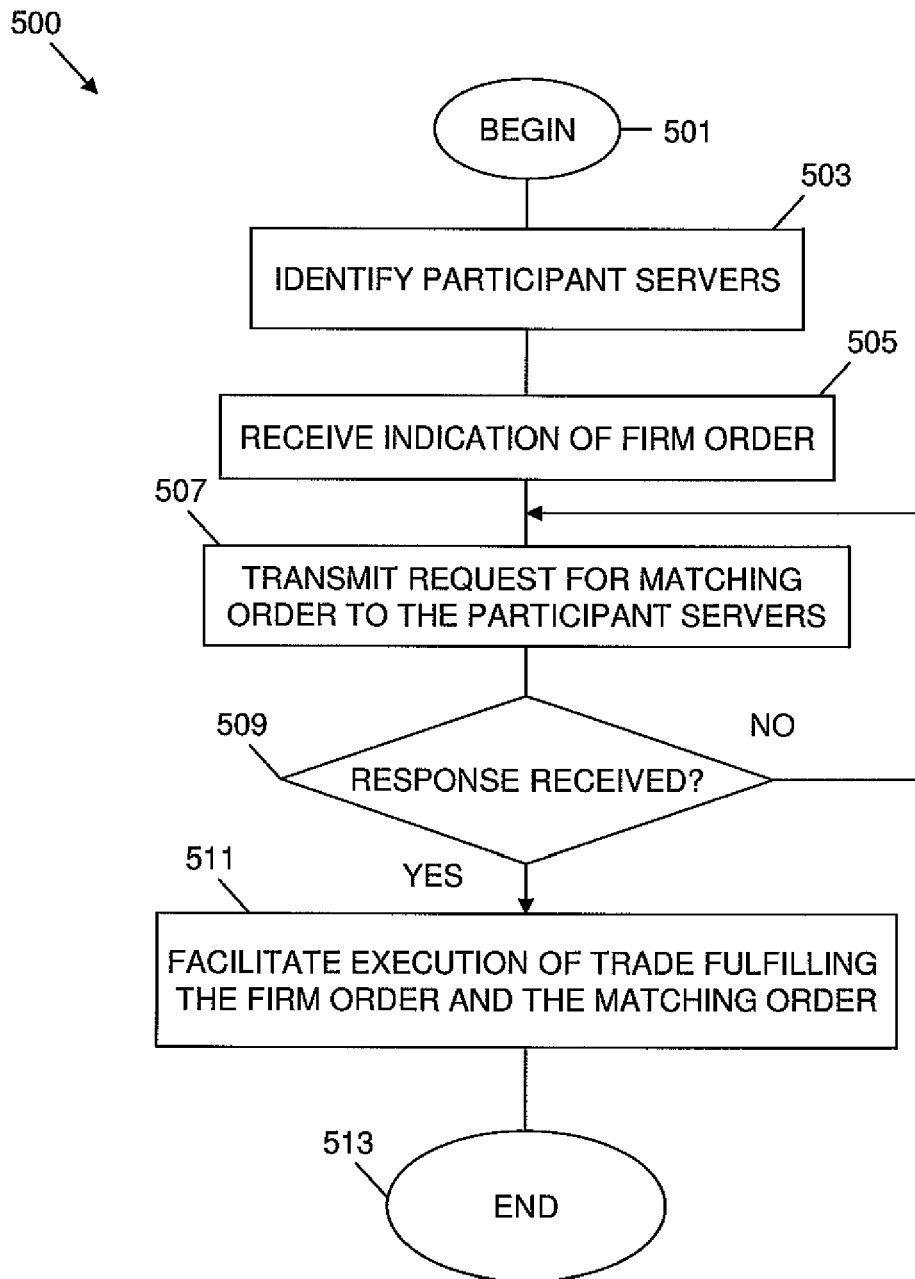 500
BEGIN
501
503
IDENTIFY PARTICIPANT SERVERS
505
RECEIVE INDICATION OF FIRM ORDER
507
TRANSMIT REQUEST FOR MATCHING
ORDER TO THE PARTICIPANT SERVERS
509
NO
RESPONSE RECEIVED?
511
YES
FACILITATE EXECUTION OF TRADE FULFILLING
THE FIRM ORDER AND THE MATCHING ORDER
513
END